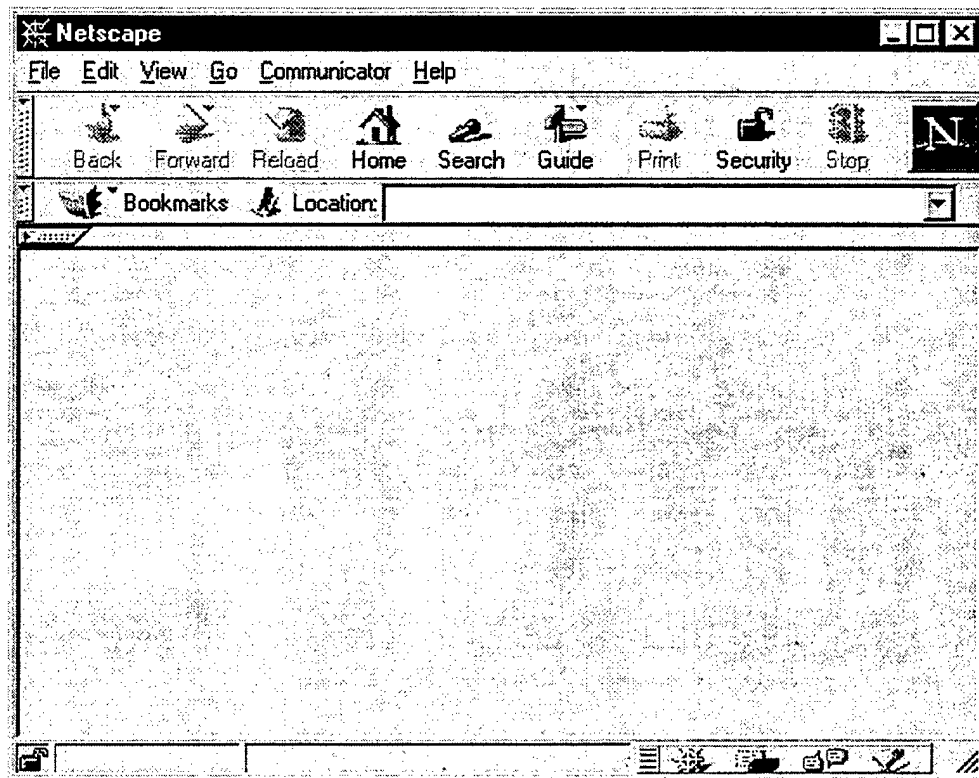 Netscape
File Edit View Go Communicator Help
Back Forward Reload Home Search Guide Print Security Stop N
Bookmarks Location: